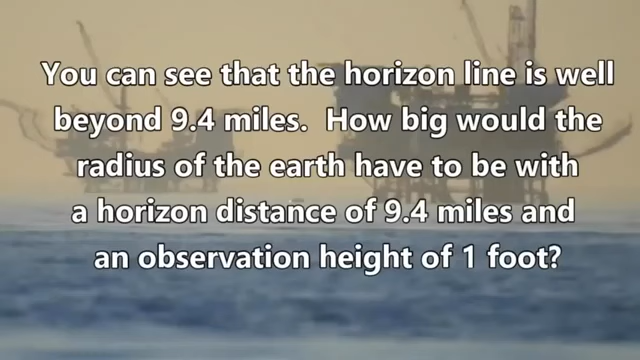 You can see that the horizon line is well
beyond 9.4 miles. How big would the
radius of the earth have to be with
a horizon distance of 9.4 miles and
an observation height of 1 foot?